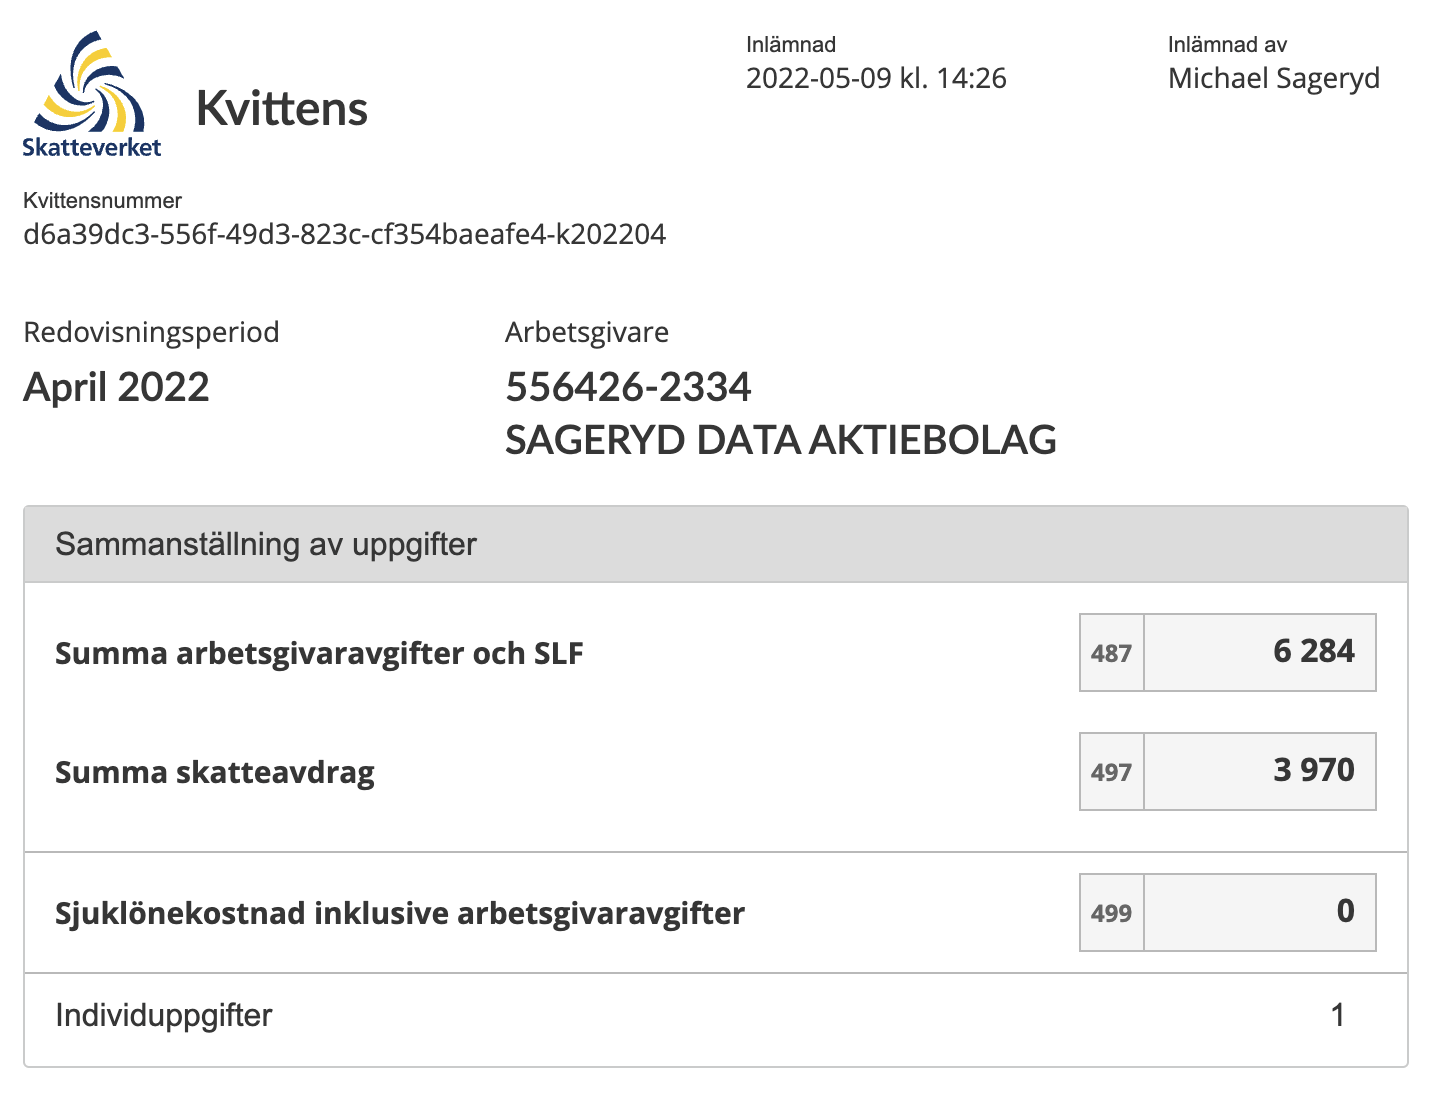 Skatteverket
Kvittens
Inlämnad
2022-05-09 kl. 14:26
Inlämnad av
Michael Sageryd
Kvittensnummer
d6a39dc3-556f-49d3-823c-cf354baeafe4-k202204
Redovisningsperiod
April 2022
Arbetsgivare
556426-2334
SAGERYD DATA AKTIEBOLAG
Sammanställning av uppgifter
Summa arbetsgivaravgifter och SLF 487 6 284
Summa skatteavdrag 497 3 970
Sjuklönekostnad inklusive arbetsgivaravgifter 499 0
Individuppgifter 1